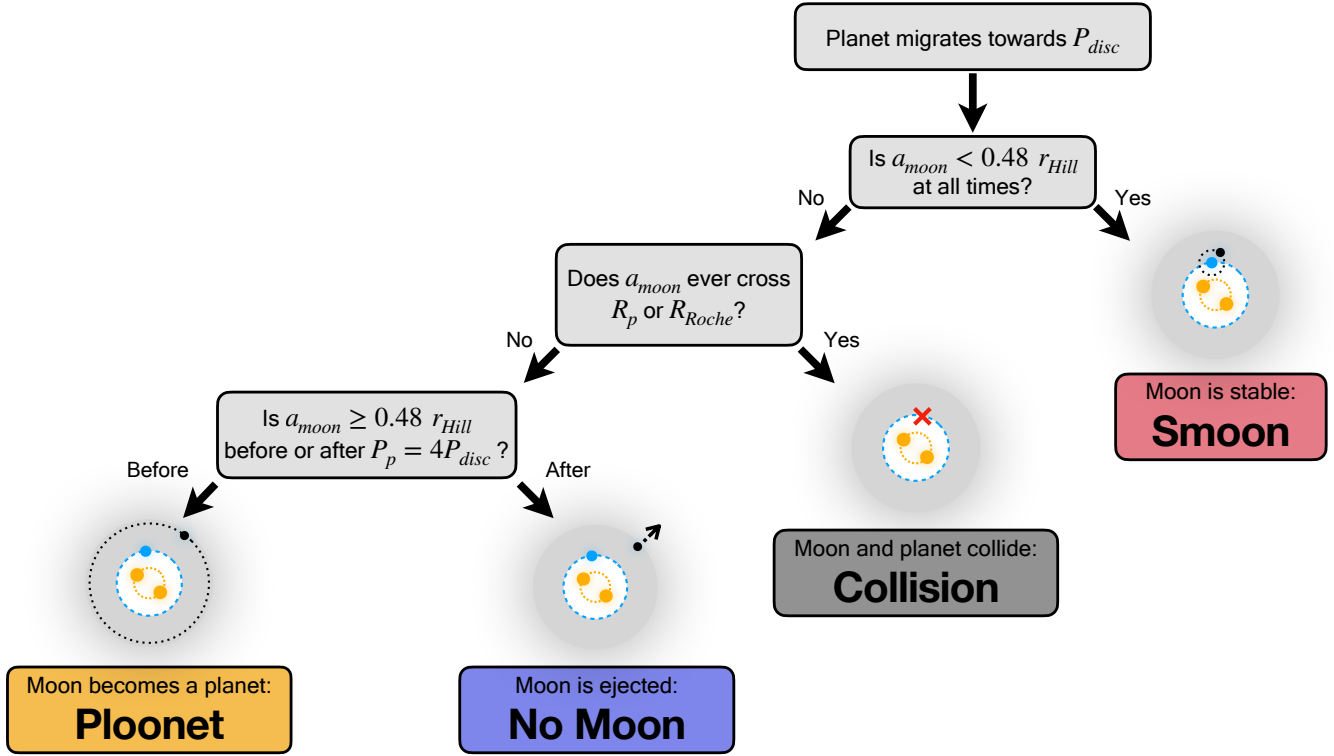 Planet migrates towards P_disc
Is a_moon < 0.48 r_Hill
at all times?
No
Yes
Does a_moon ever cross
R_p or R_Roche?
Moon is stable:
Smoon
No
Yes
Is a_moon ≥ 0.48 r_Hill
before or after P_p = 4P_disc ?
Before
After
Moon and planet collide:
Collision
Moon becomes a planet:
Ploonet
Moon is ejected:
No Moon